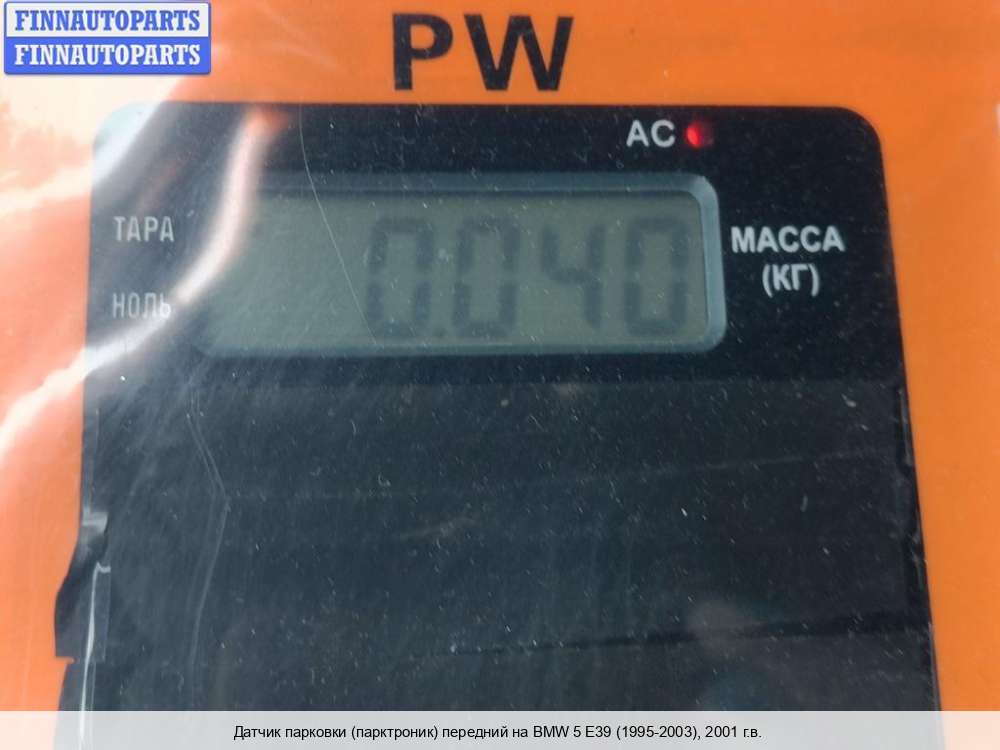 FINNAUTOPARTS
FINNAUTOPARTS
PW
AC
ТАРА
0.040
МАССА
(КГ)
НОЛЬ
Датчик парковки (парктроник) передний на BMW 5 E39 (1995-2003), 2001 г.в.